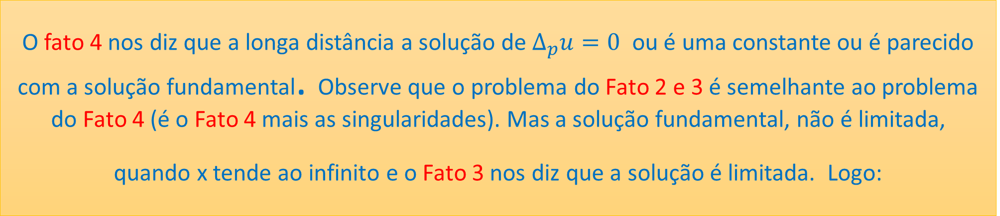 O fato 4 nos diz que a longa distância a solução de Δₚu = 0 ou é uma constante ou é parecido
com a solução fundamental. Observe que o problema do Fato 2 e 3 é semelhante ao problema
do Fato 4 (é o Fato 4 mais as singularidades). Mas a solução fundamental, não é limitada,
quando x tende ao infinito e o Fato 3 nos diz que a solução é limitada. Logo: